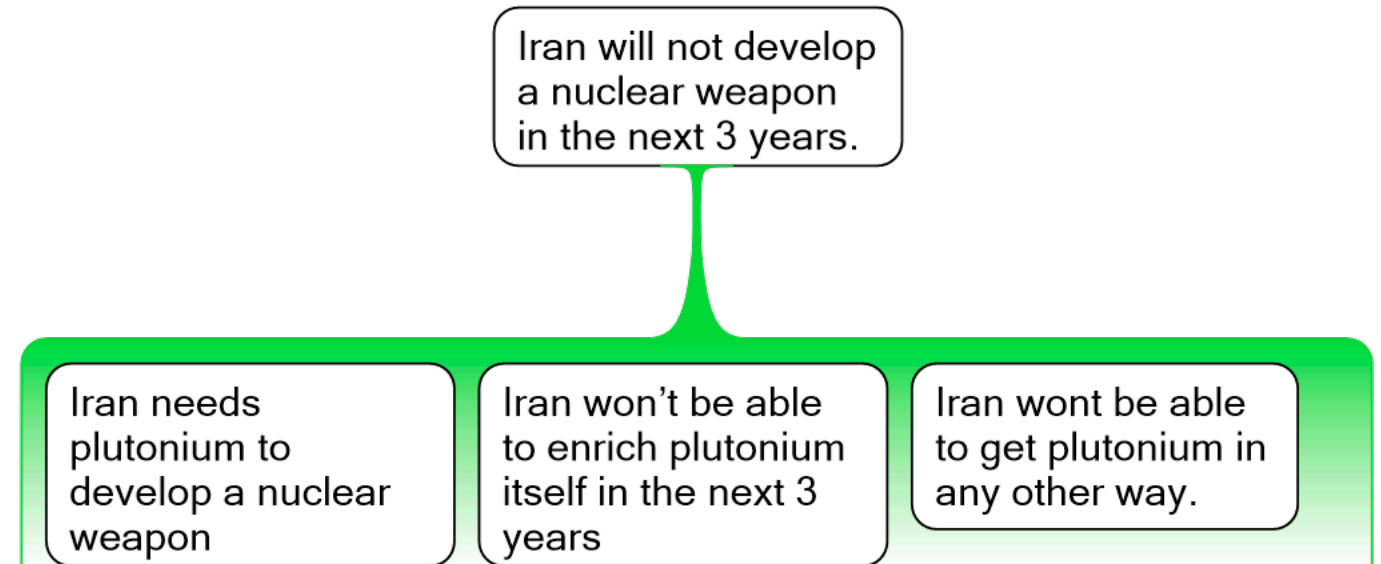 Iran will not develop
a nuclear weapon
in the next 3 years.
Iran needs
plutonium to
develop a nuclear
weapon
Iran won’t be able
to enrich plutonium
itself in the next 3
years
Iran wont be able
to get plutonium in
any other way.